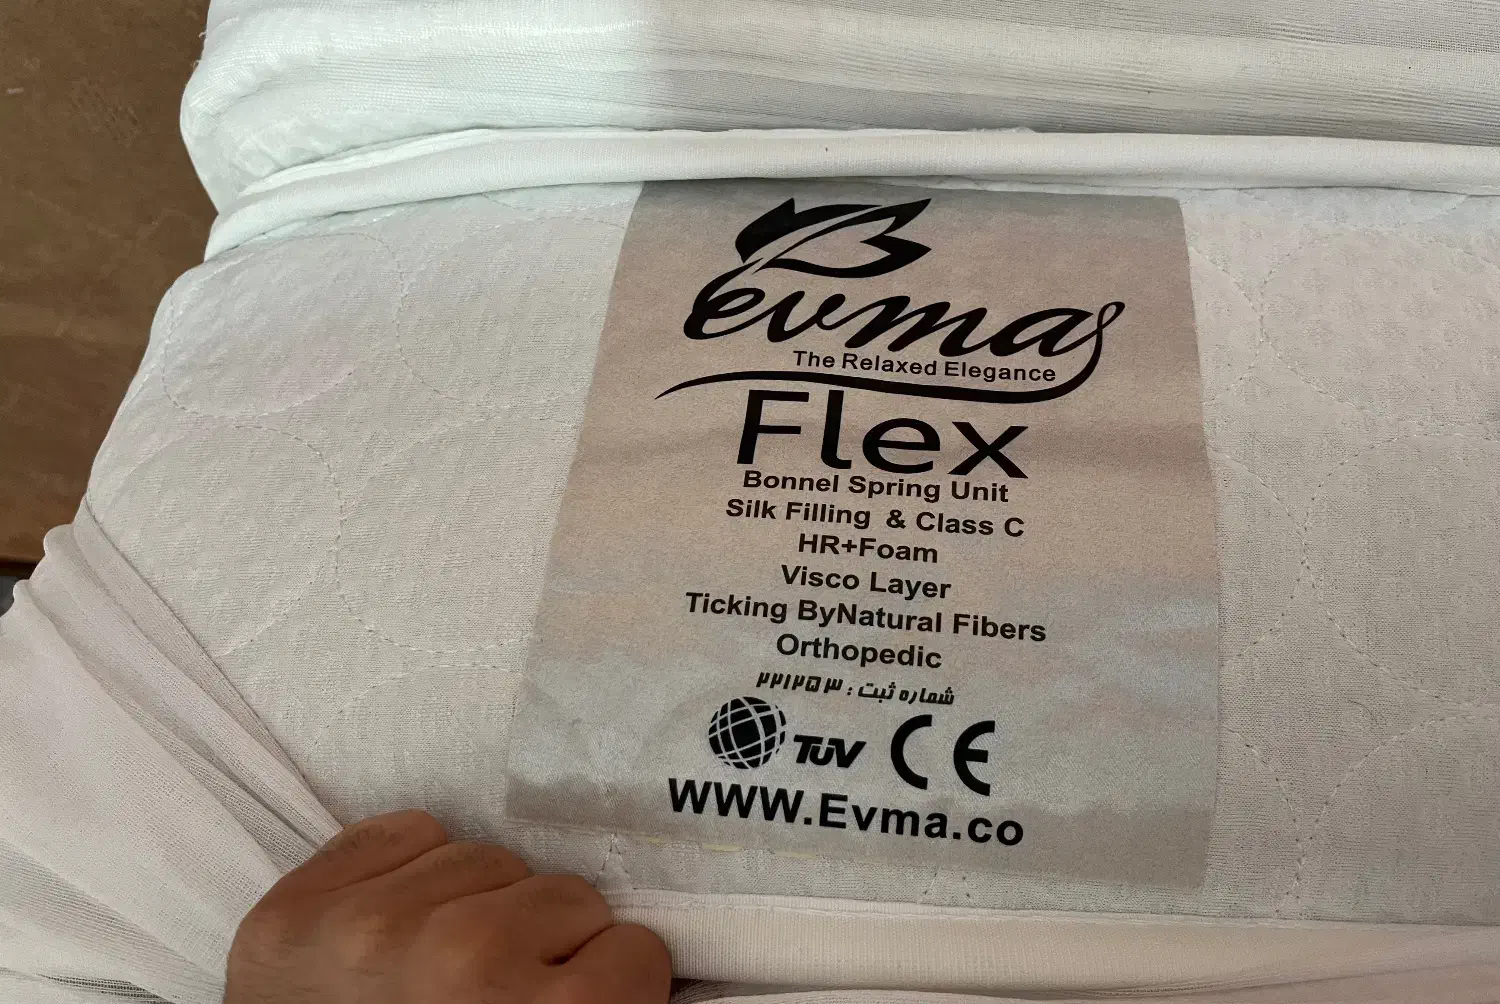 evma
The Relaxed Elegance
Flex
Bonnel Spring Unit
Silk Filling & Class C
HR+Foam
Visco Layer
Ticking ByNatural Fibers
Orthopedic
شماره ثبت : ۲۲۱۲۵۳
TÜV CE
WWW.Evma.co